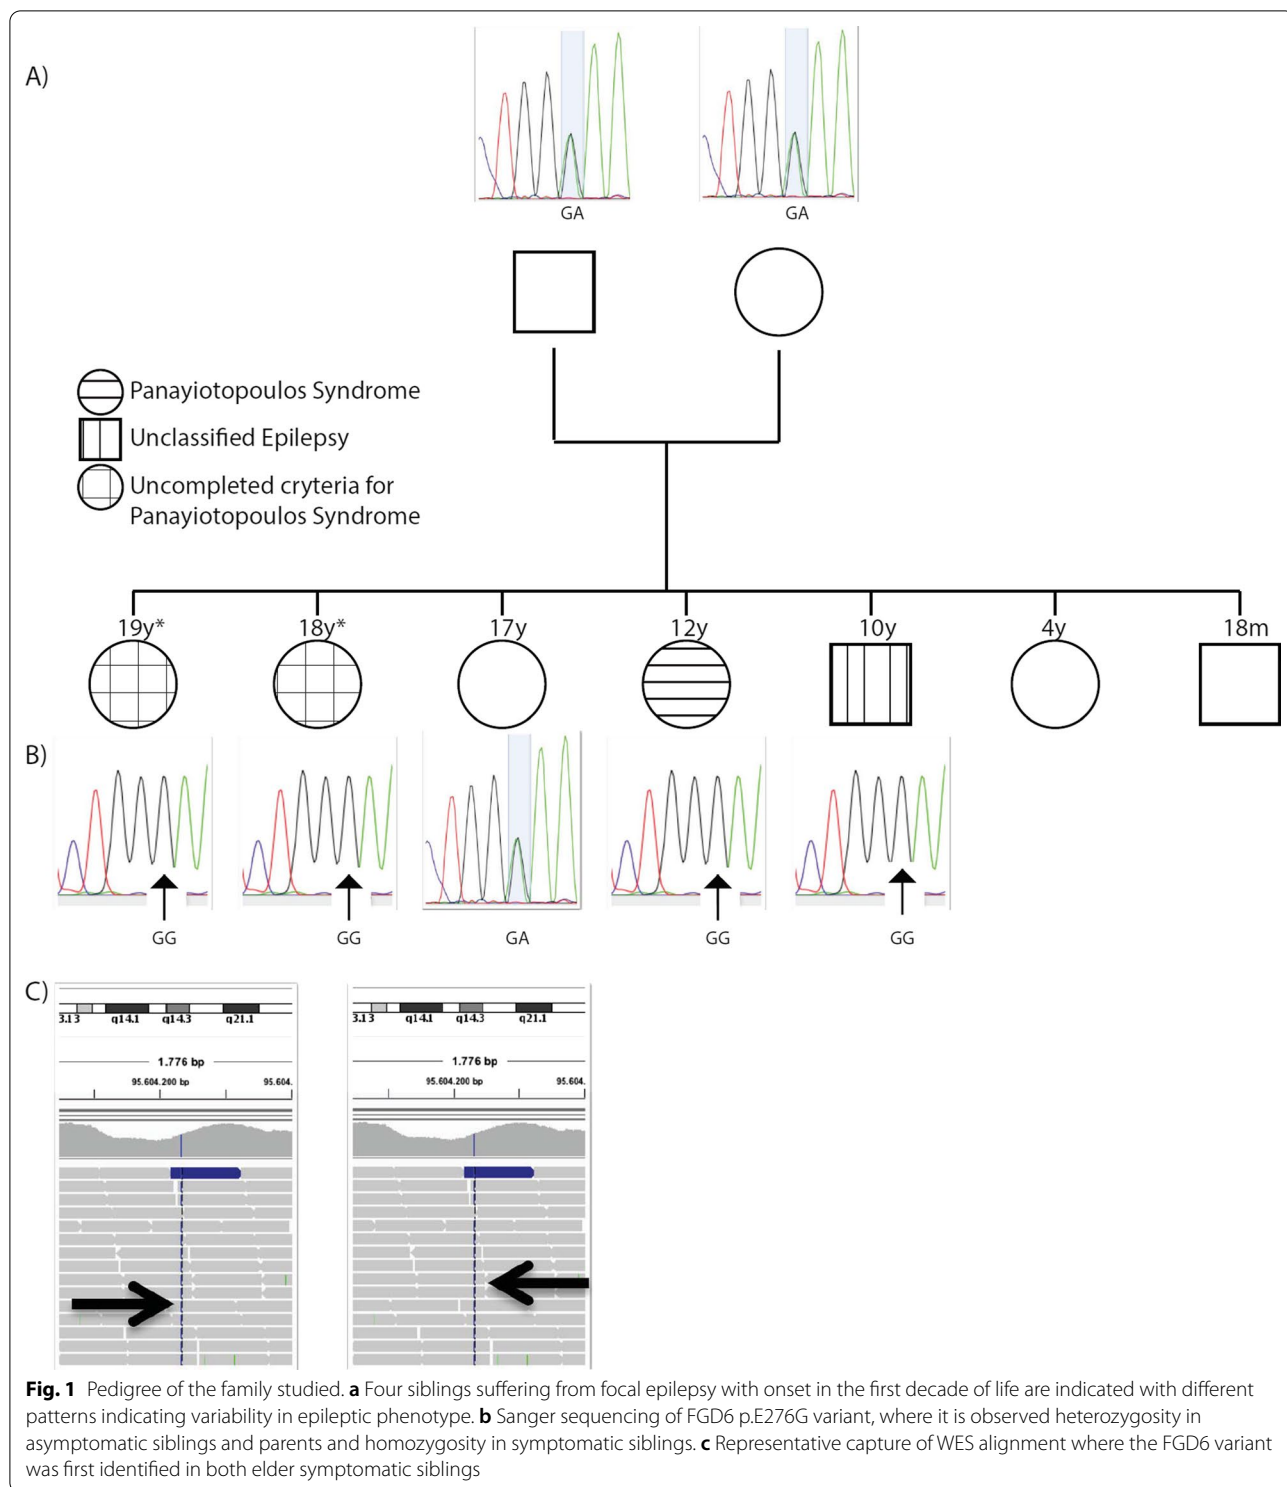 A)
GA GA
Panayiotopoulos Syndrome
Unclassified Epilepsy
Uncompleted cryteria for
Panayiotopoulos Syndrome
19y* 18y* 17y 12y 10y 4y 18m
B)
GG GG GA GG GG
C)
3.13 q14.1 q14.3 q21.1 3.13 q14.1 q14.3 q21.1
1.776 bp 1.776 bp
95.604.200 bp 95.604. 95.604.200 bp 95.604.
Fig. 1 Pedigree of the family studied. a Four siblings suffering from focal epilepsy with onset in the first decade of life are indicated with different
patterns indicating variability in epileptic phenotype. b Sanger sequencing of FGD6 p.E276G variant, where it is observed heterozygosity in
asymptomatic siblings and parents and homozygosity in symptomatic siblings. c Representative capture of WES alignment where the FGD6 variant
was first identified in both elder symptomatic siblings